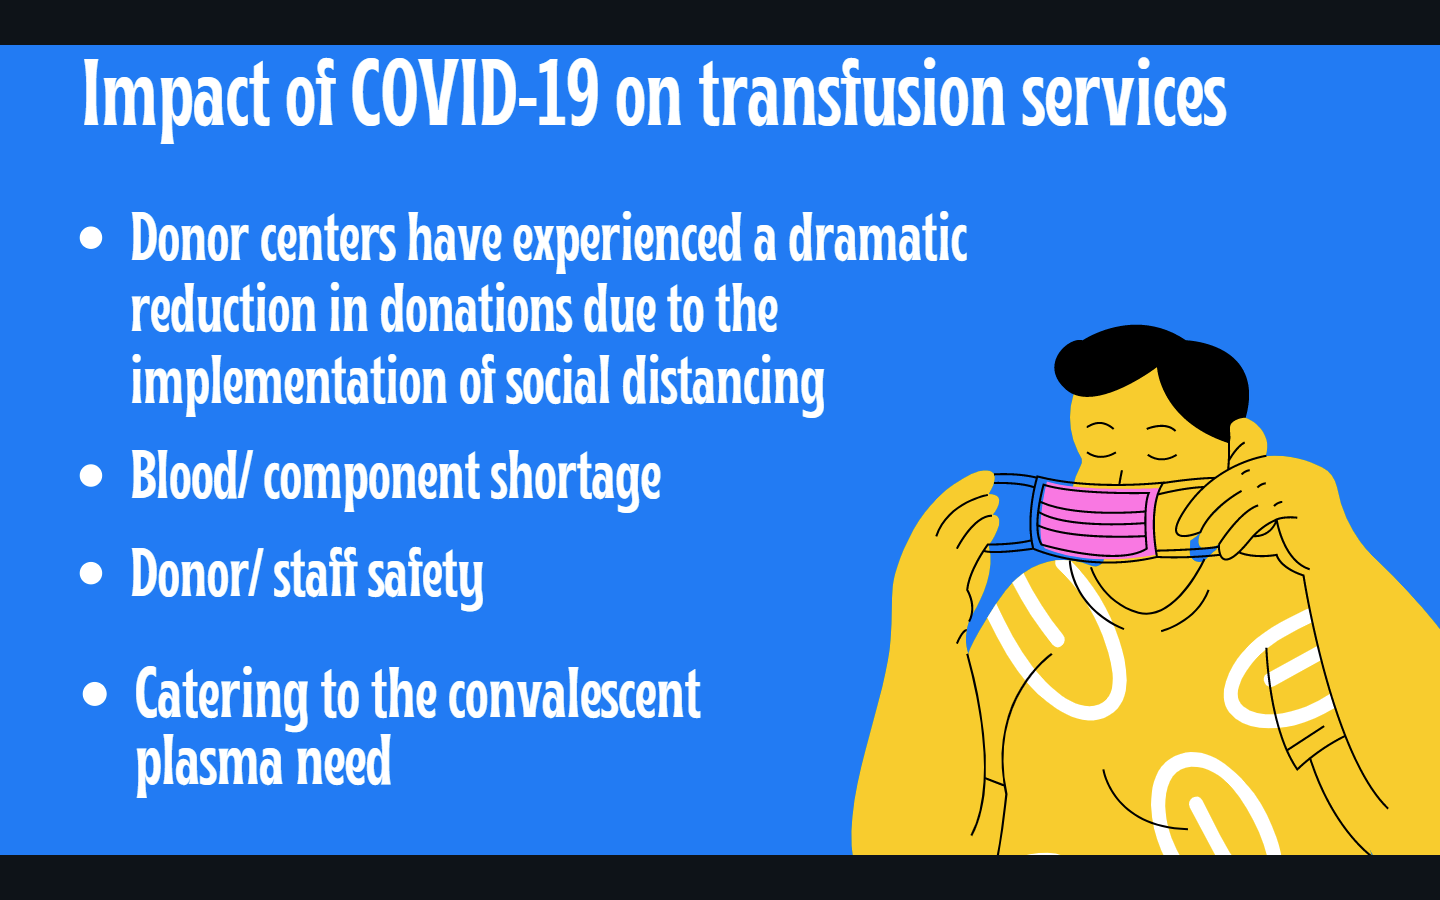 Impact of COVID-19 on transfusion services
• Donor centers have experienced a dramatic
reduction in donations due to the
implementation of social distancing
• Blood/ component shortage
• Donor/ staff safety
• Catering to the convalescent
plasma need